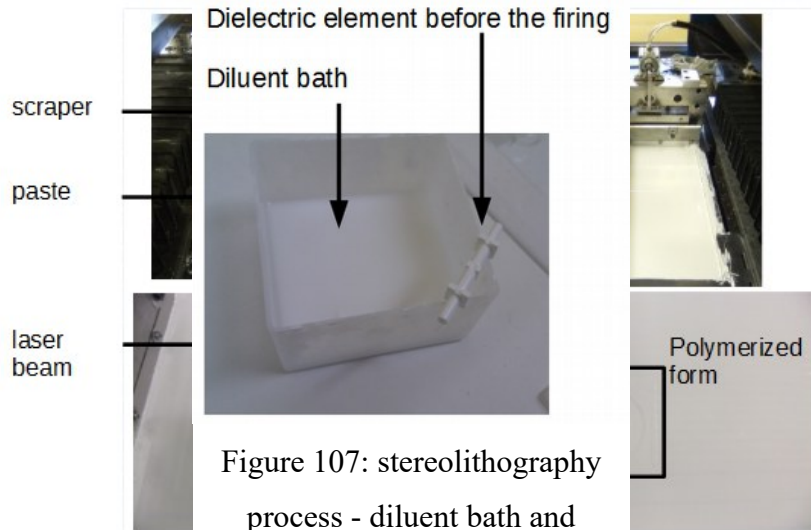 Dielectric element before the firing
Diluent bath
scraper
paste
laser
beam
Polymerized
form
Figure 107: stereolithography
process - diluent bath and